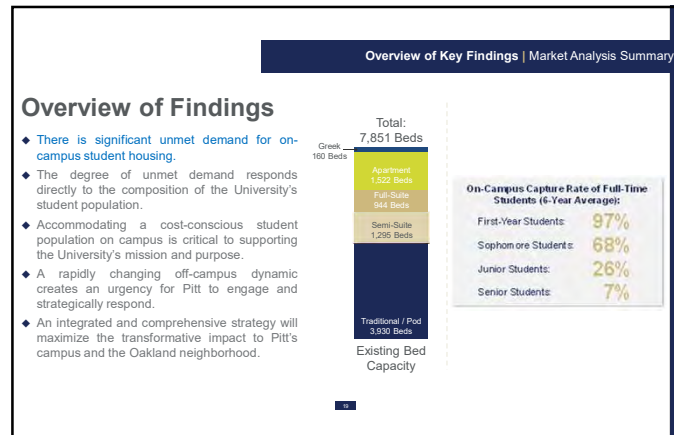 Overview of Key Findings | Market Analysis Summary
Overview of Findings
◆ There is significant unmet demand for on-
campus student housing.
◆ The degree of unmet demand responds
directly to the composition of the University's
student population.
◆ Accommodating a cost-conscious student
population on campus is critical to supporting
the University's mission and purpose.
◆ A rapidly changing off-campus dynamic
creates an urgency for Pitt to engage and
strategically respond.
◆ An integrated and comprehensive strategy will
maximize the transformative impact to Pitt's
campus and the Oakland neighborhood.
Total:
7,851 Beds
Greek
160 Beds
Apartment
1,522 Beds
Full-Suite
944 Beds
Semi-Suite
1,295 Beds
Traditional / Pod
3,930 Beds
Existing Bed
Capacity
On-Campus Capture Rate of Full-Time
Students (6-Year Average):
First-Year Students: 97%
Sophomore Students: 68%
Junior Students: 26%
Senior Students: 7%